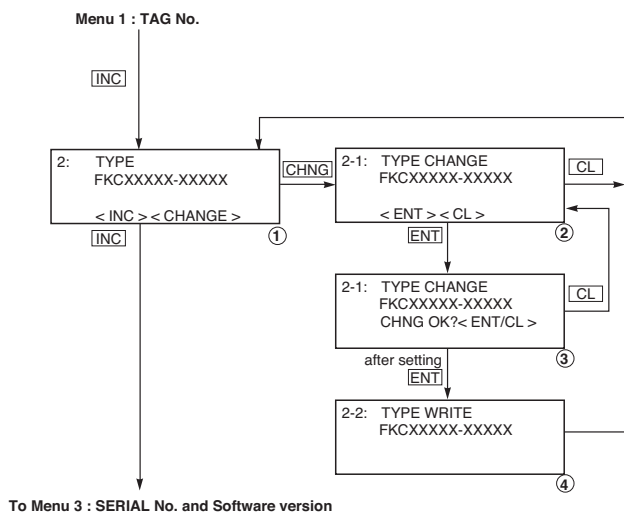 Menu 1 : TAG No.
INC
2: TYPE
FKCXXXXX-XXXXX
< INC > < CHANGE >
1
CHNG
2-1: TYPE CHANGE
FKCXXXXX-XXXXX
< ENT > < CL >
2
CL
INC
ENT
2-1: TYPE CHANGE
FKCXXXXX-XXXXX
CHNG OK?< ENT/CL >
3
CL
after setting
ENT
2-2: TYPE WRITE
FKCXXXXX-XXXXX
4
To Menu 3 : SERIAL No. and Software version